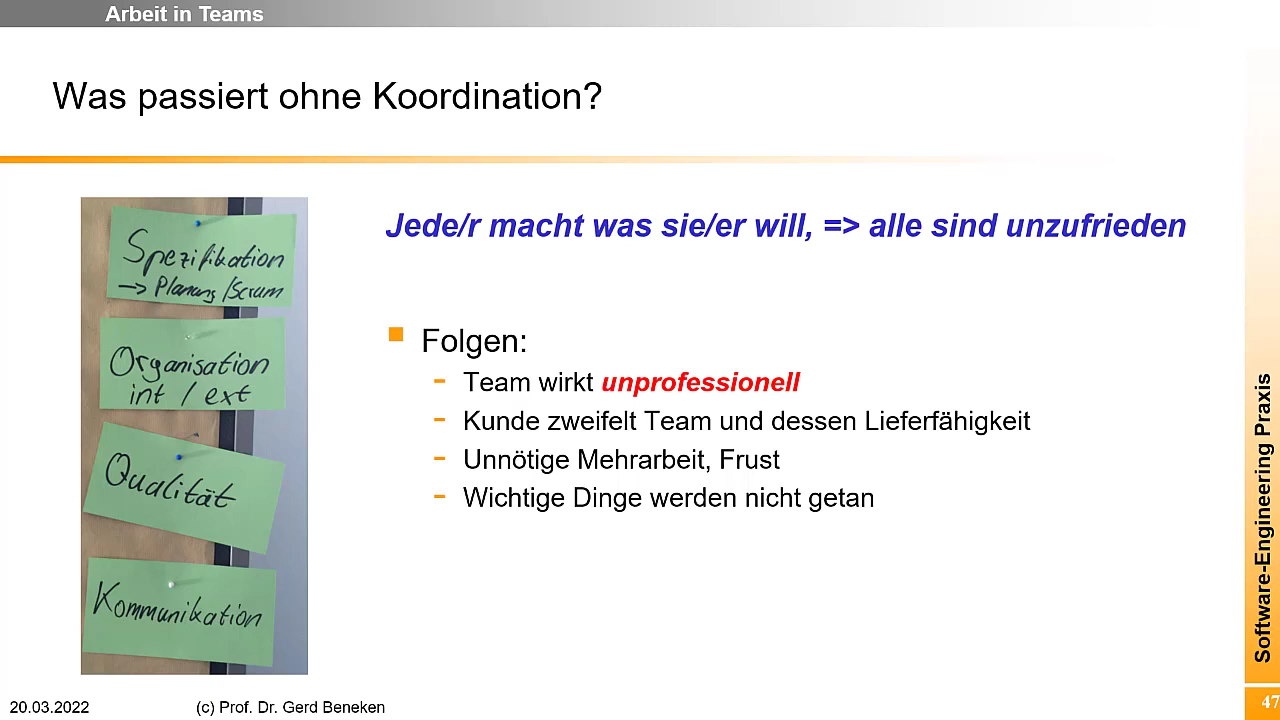 Arbeit in Teams
Was passiert ohne Koordination?
Spezifikation
-> Planung/Scrum
Organisation
int / ext
Qualität
Kommunikation
Jede/r macht was sie/er will, => alle sind unzufrieden
Folgen:
- Team wirkt unprofessionell
- Kunde zweifelt Team und dessen Lieferfähigkeit
- Unnötige Mehrarbeit, Frust
- Wichtige Dinge werden nicht getan
Software-Engineering Praxis
20.03.2022
(c) Prof. Dr. Gerd Beneken
47